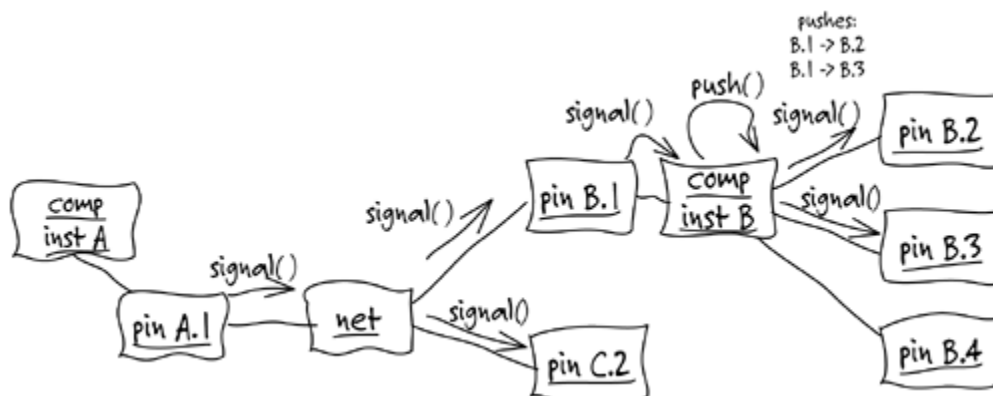 pushes:
B.1 -> B.2
B.1 -> B.3
push()
signal()
signal()
pin B.2
pin B.1
comp
inst B
comp
inst A
signal()
signal()
pin B.3
signal()
pin A.1
net
signal()
pin C.2
pin B.4